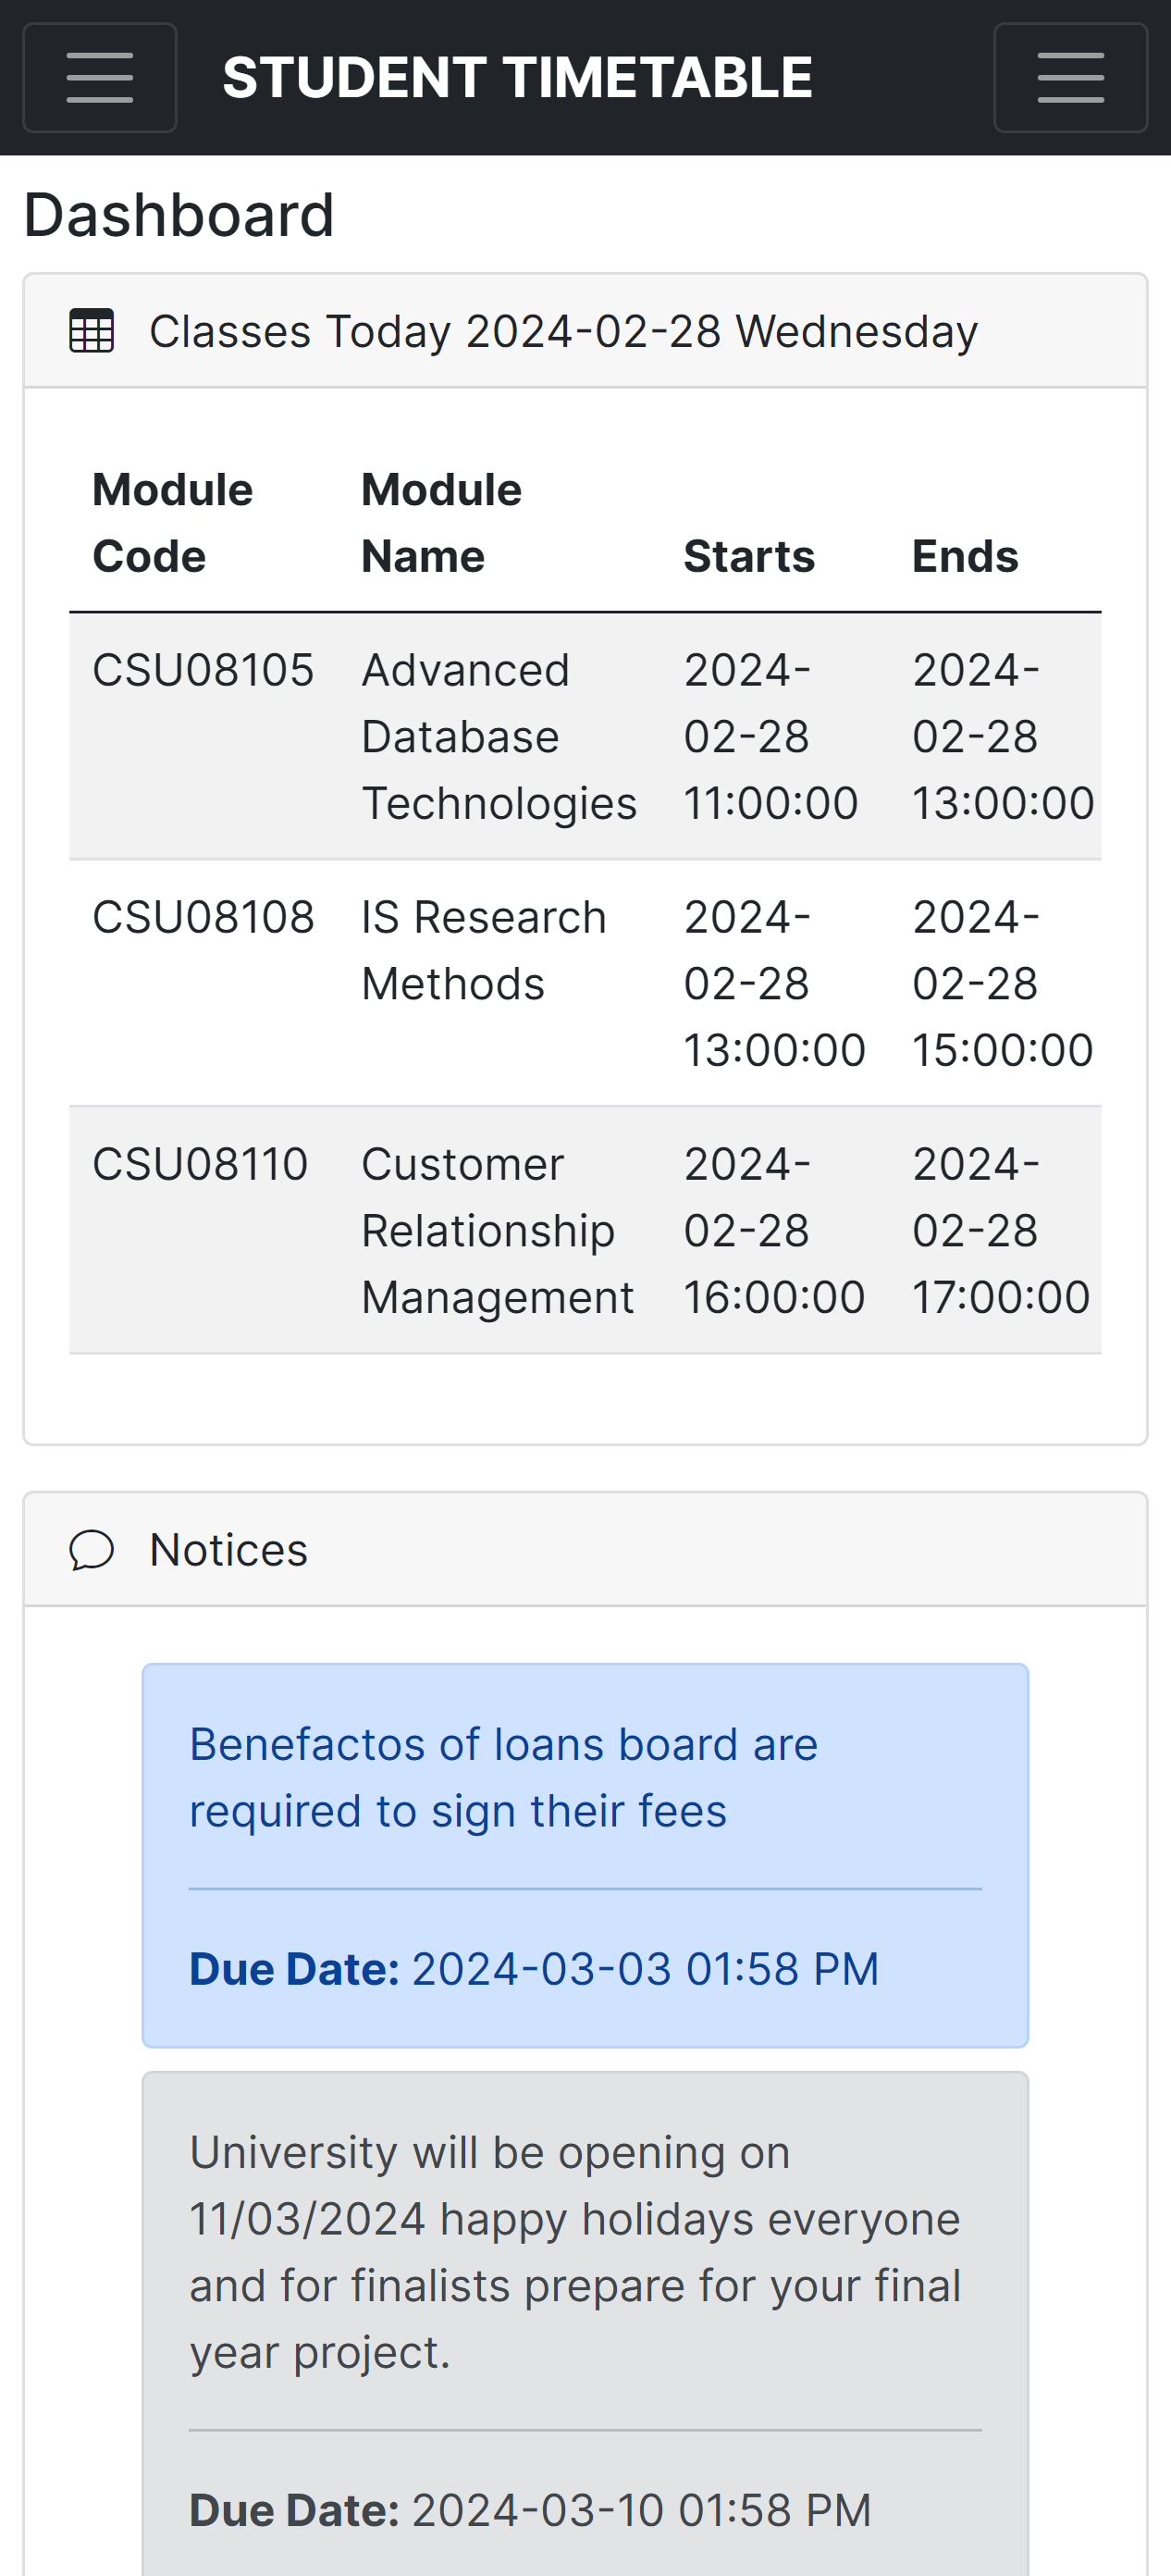 STUDENT TIMETABLE
Dashboard
Classes Today 2024-02-28 Wednesday
Module Module
Code Name Starts Ends
CSU08105 Advanced 2024- 2024-
Database 02-28 02-28
Technologies 11:00:00 13:00:00
CSU08108 IS Research 2024- 2024-
Methods 02-28 02-28
13:00:00 15:00:00
CSU08110 Customer 2024- 2024-
Relationship 02-28 02-28
Management 16:00:00 17:00:00
Notices
Benefactos of loans board are
required to sign their fees
Due Date: 2024-03-03 01:58 PM
University will be opening on
11/03/2024 happy holidays everyone
and for finalists prepare for your final
year project.
Due Date: 2024-03-10 01:58 PM